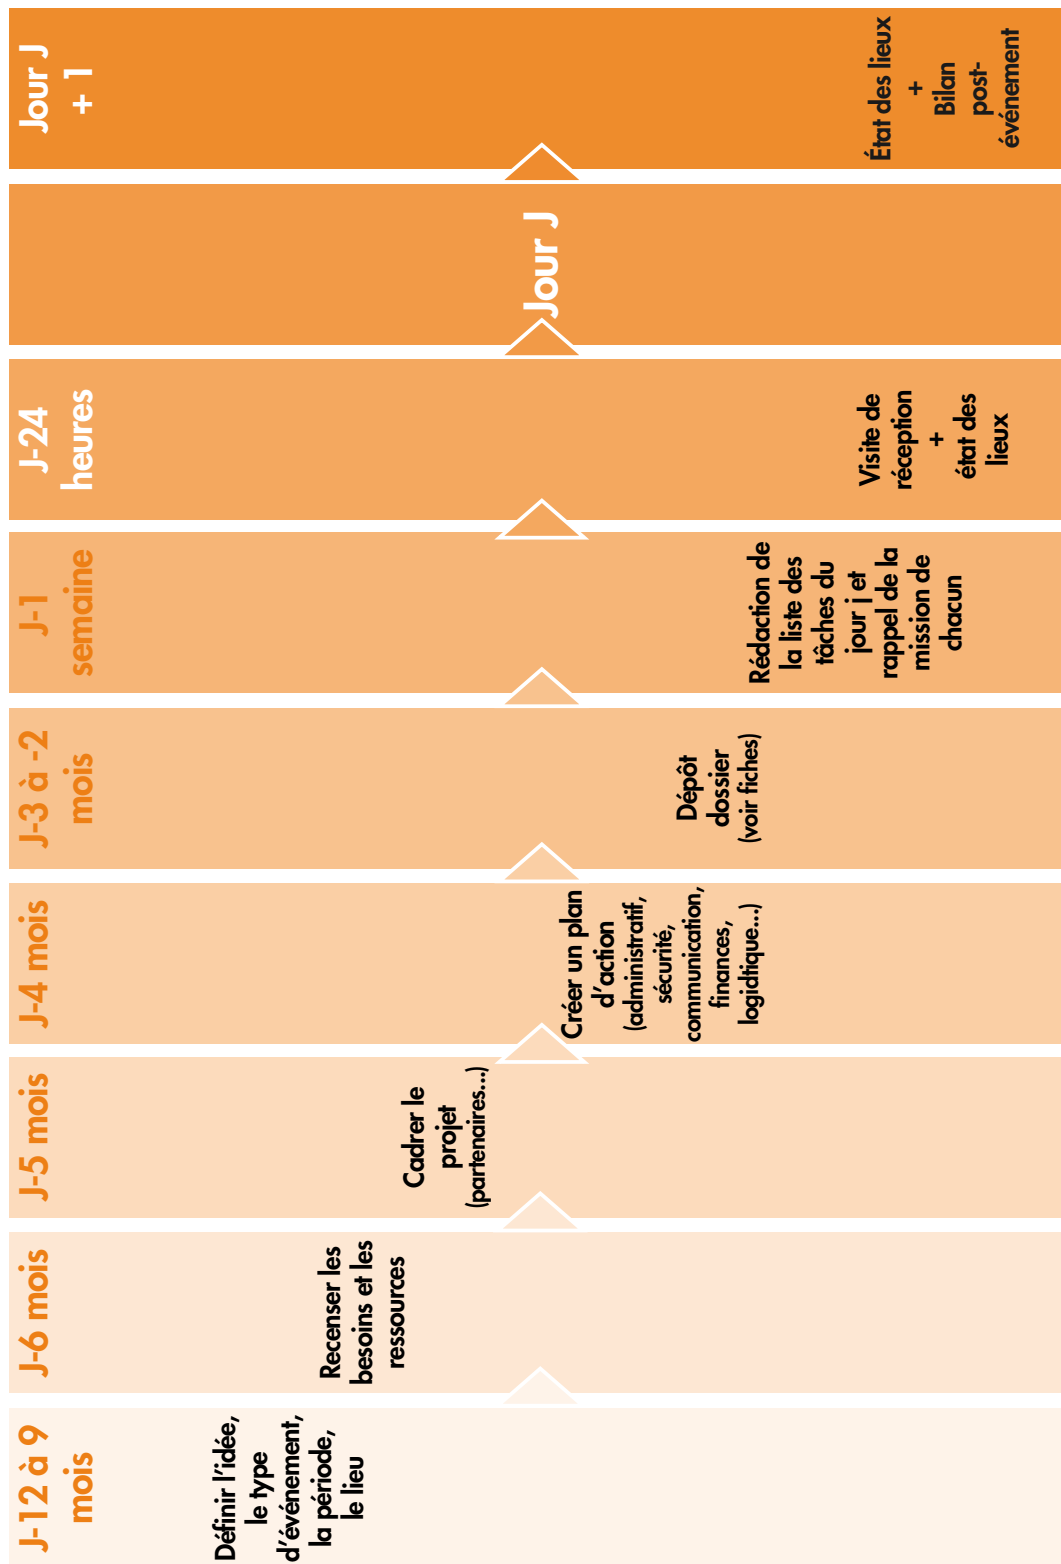 J-12 à 9
mois
Définir l'idée,
le type
d'événement,
la période,
le lieu
J-6 mois
Recenser les
besoins et les
ressources
J-5 mois
Cadrer le
projet
(partenaires...)
J-4 mois
Créer un plan
d'action
(administratif,
sécurité,
communication,
finances,
logidtique...)
J-3 à -2
mois
Dépôt
dossier
(voir fiches)
J-1
semaine
Rédaction de
la liste des
tâches du
jour j et
rappel de la
mission de
chacun
J-24
heures
Visite de
réception
+
état des
lieux
Jour J
Jour J
+ 1
État des lieux
+
Bilan
post-
événement